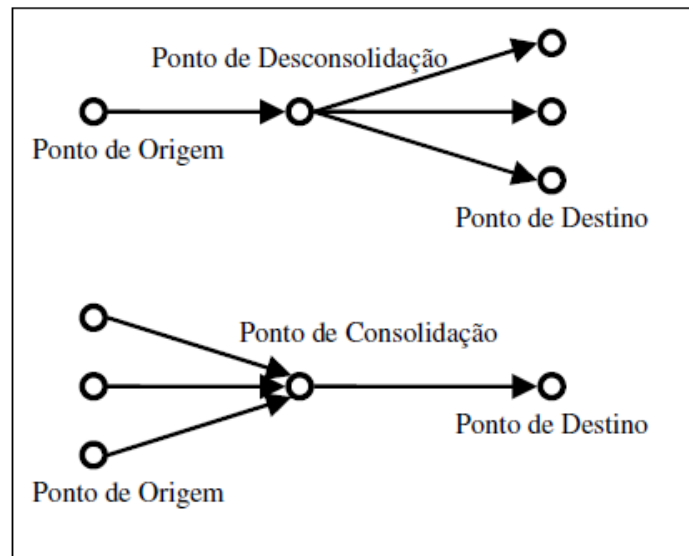 Ponto de Desconsolidação
Ponto de Origem
Ponto de Destino
Ponto de Consolidação
Ponto de Destino
Ponto de Origem